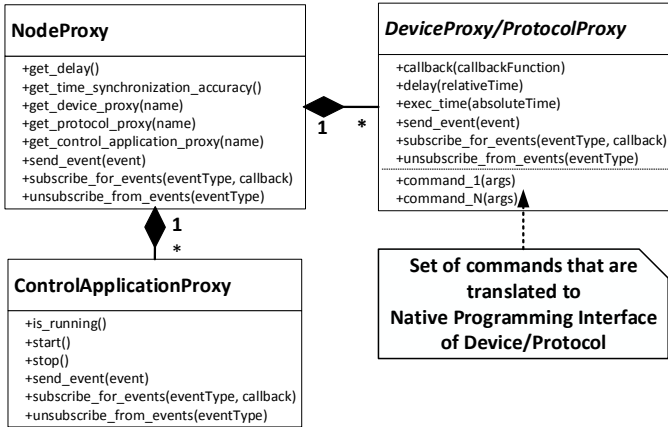 NodeProxy
+get_delay()
+get_time_synchronization_accuracy()
+get_device_proxy(name)
+get_protocol_proxy(name)
+get_control_application_proxy(name)
+send_event(event)
+subscribe_for_events(eventType, callback)
+unsubscribe_from_events(eventType)
1
*
DeviceProxy/ProtocolProxy
+callback(callbackFunction)
+delay(relativeTime)
+exec_time(absoluteTime)
+send_event(event)
+subscribe_for_events(eventType, callback)
+unsubscribe_from_events(eventType)
+command_1(args)
+command_N(args)
1
*
ControlApplicationProxy
+is_running()
+start()
+stop()
+send_event(event)
+subscribe_for_events(eventType, callback)
+unsubscribe_from_events(eventType)
Set of commands that are
translated to
Native Programming Interface
of Device/Protocol